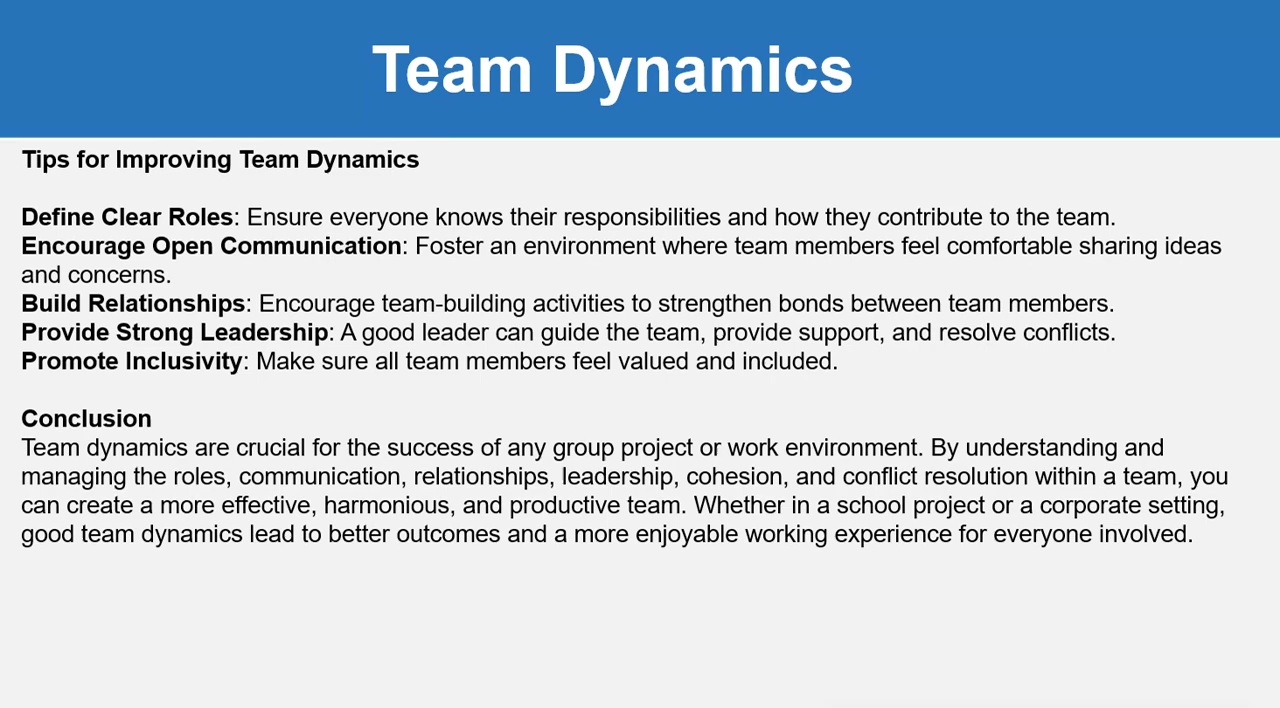 Team Dynamics
Tips for Improving Team Dynamics
Define Clear Roles: Ensure everyone knows their responsibilities and how they contribute to the team.
Encourage Open Communication: Foster an environment where team members feel comfortable sharing ideas
and concerns.
Build Relationships: Encourage team-building activities to strengthen bonds between team members.
Provide Strong Leadership: A good leader can guide the team, provide support, and resolve conflicts.
Promote Inclusivity: Make sure all team members feel valued and included.
Conclusion
Team dynamics are crucial for the success of any group project or work environment. By understanding and
managing the roles, communication, relationships, leadership, cohesion, and conflict resolution within a team, you
can create a more effective, harmonious, and productive team. Whether in a school project or a corporate setting,
good team dynamics lead to better outcomes and a more enjoyable working experience for everyone involved.